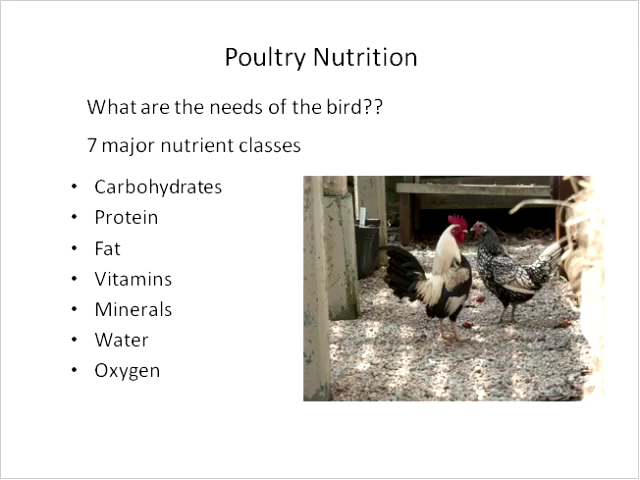 Poultry Nutrition
What are the needs of the bird??
7 major nutrient classes
• Carbohydrates
• Protein
• Fat
• Vitamins
• Minerals
• Water
• Oxygen